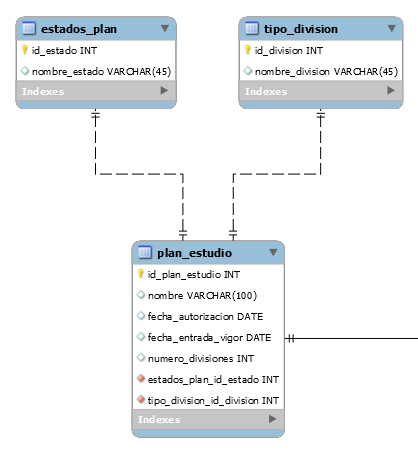 estados_plan
id_estado INT
nombre_estado VARCHAR(45)
Indexes
tipo_division
id_division INT
nombre_division VARCHAR(45)
Indexes
plan_estudio
id_plan_estudio INT
nombre VARCHAR(100)
fecha_autorizacion DATE
fecha_entrada_vigor DATE
numero_divisiones INT
estados_plan_id_estado INT
tipo_division_id_division INT
Indexes